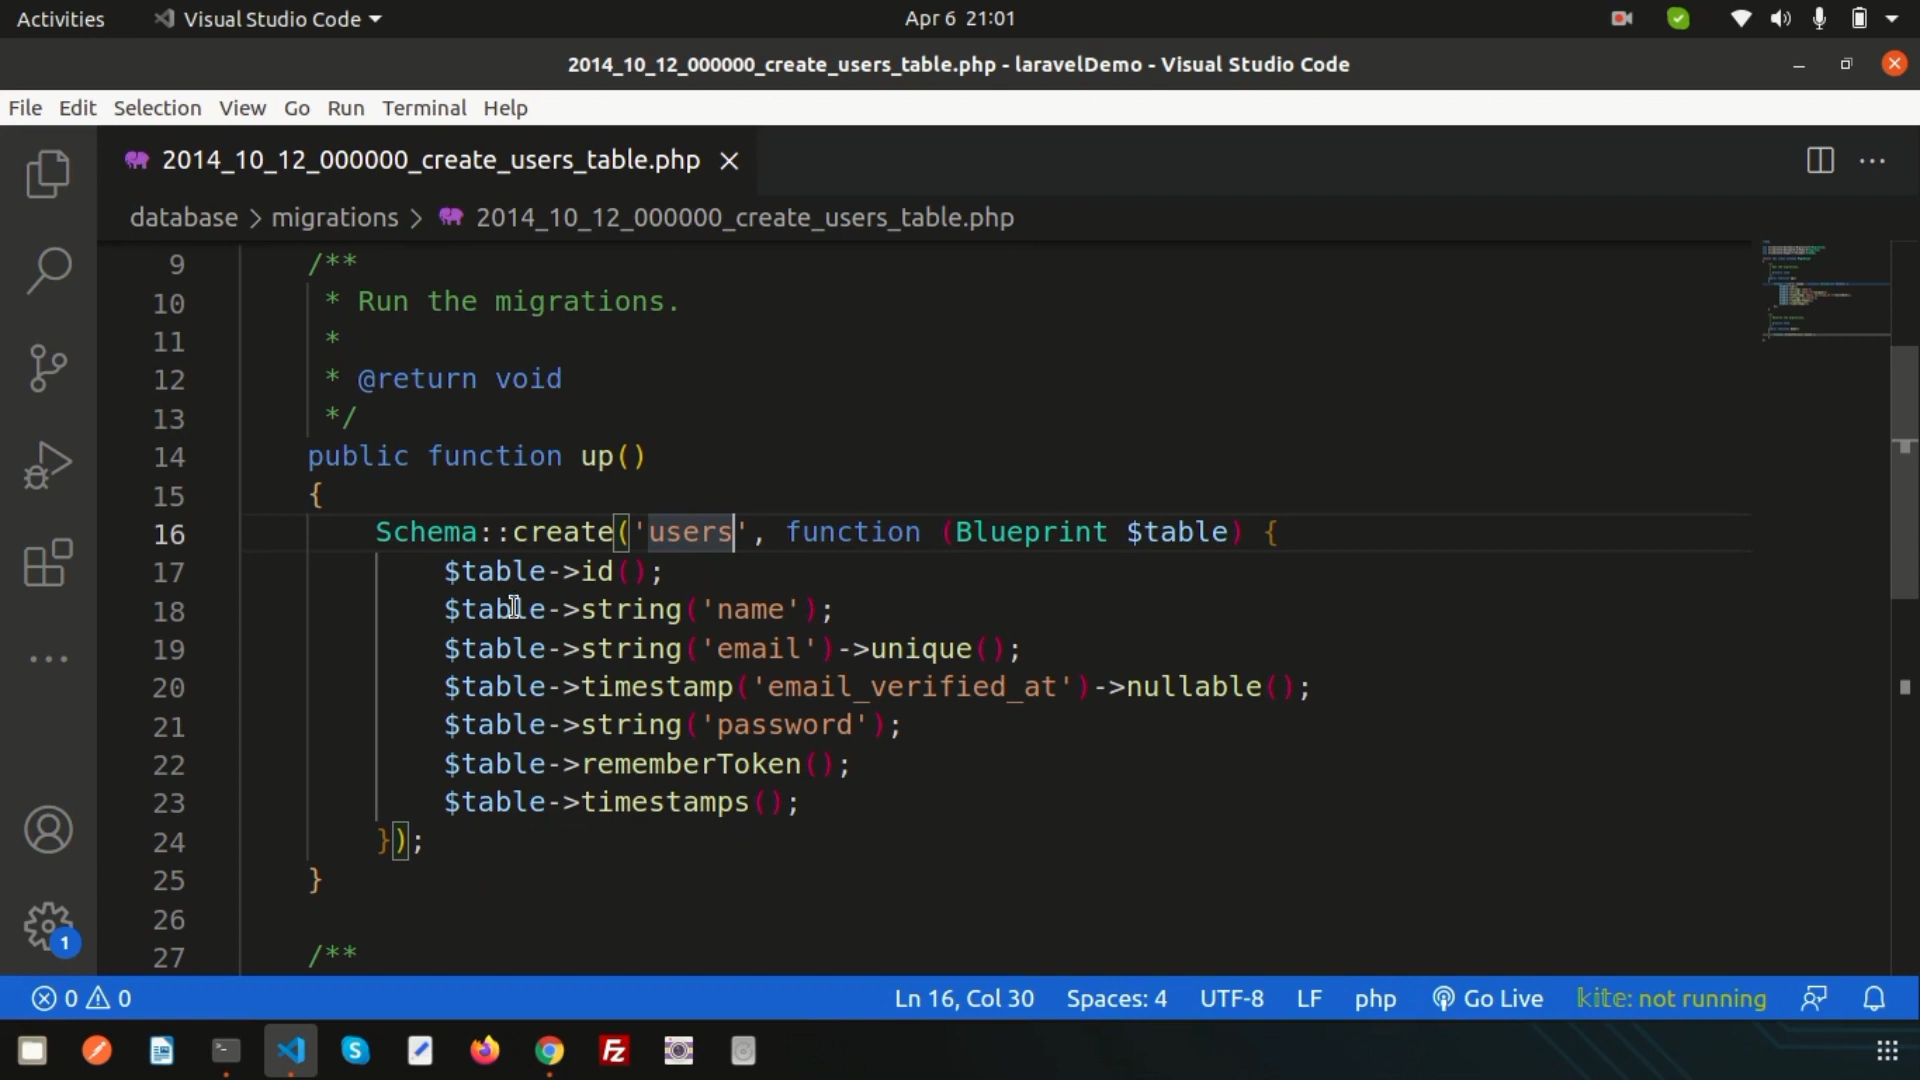 Activities Visual Studio Code Apr 6 21:01
2014_10_12_000000_create_users_table.php - laravelDemo - Visual Studio Code
File Edit Selection View Go Run Terminal Help
2014_10_12_000000_create_users_table.php
database > migrations > 2014_10_12_000000_create_users_table.php
9 /**
10 * Run the migrations.
11 *
12 * @return void
13 */
14 public function up()
15 {
16 Schema::create('users', function (Blueprint $table) {
17 $table->id();
18 $table->string('name');
19 $table->string('email')->unique();
20 $table->timestamp('email_verified_at')->nullable();
21 $table->string('password');
22 $table->rememberToken();
23 $table->timestamps();
24 });
25 }
26
27 /**
1
0 0 Ln 16, Col 30 Spaces: 4 UTF-8 LF php Go Live kite: not running
Fz